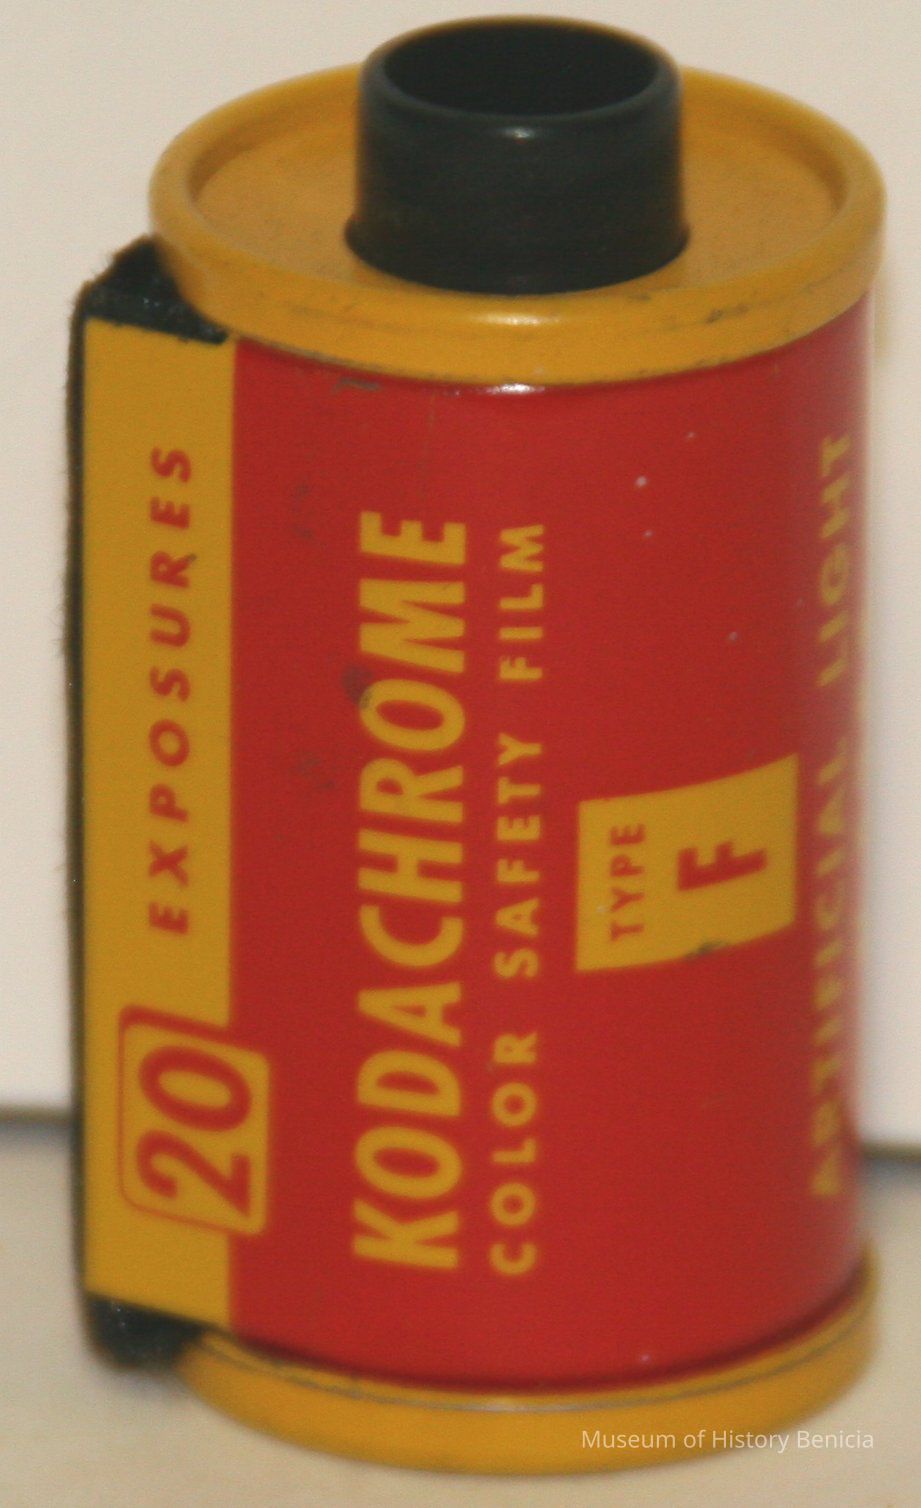 20 EXPOSURES
KODACHROME
COLOR SAFETY FILM
TYPE
F
ARTIFICIAL LIGHT
Museum of History Benicia